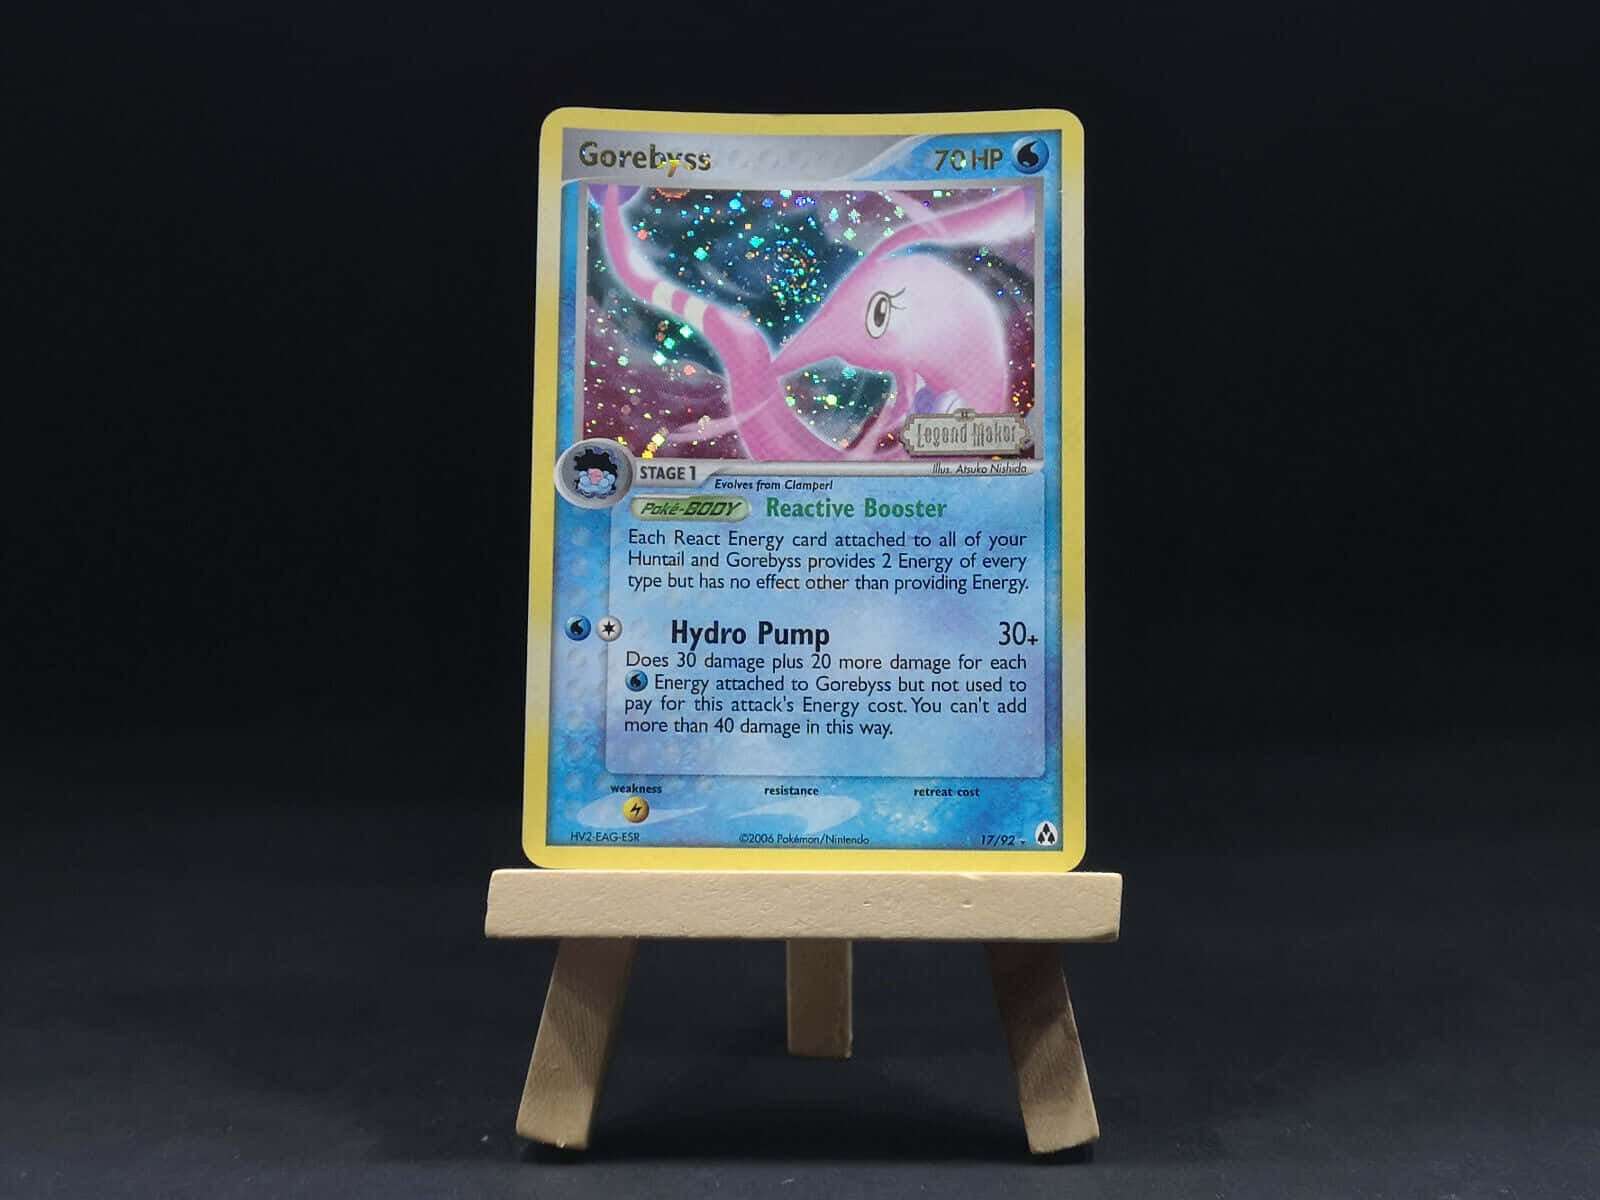 Gorebyss 70 HP
Legend Maker
Illus. Atsuko Nishida
STAGE 1
Evolves from Clamperl
Poké-BODY Reactive Booster
Each React Energy card attached to all of your
Huntail and Gorebyss provides 2 Energy of every
type but has no effect other than providing Energy.
Hydro Pump 30+
Does 30 damage plus 20 more damage for each
Energy attached to Gorebyss but not used to
pay for this attack's Energy cost. You can't add
more than 40 damage in this way.
weakness resistance retreat cost
HV2-EAG-ESR ©2006 Pokémon/Nintendo 17/92